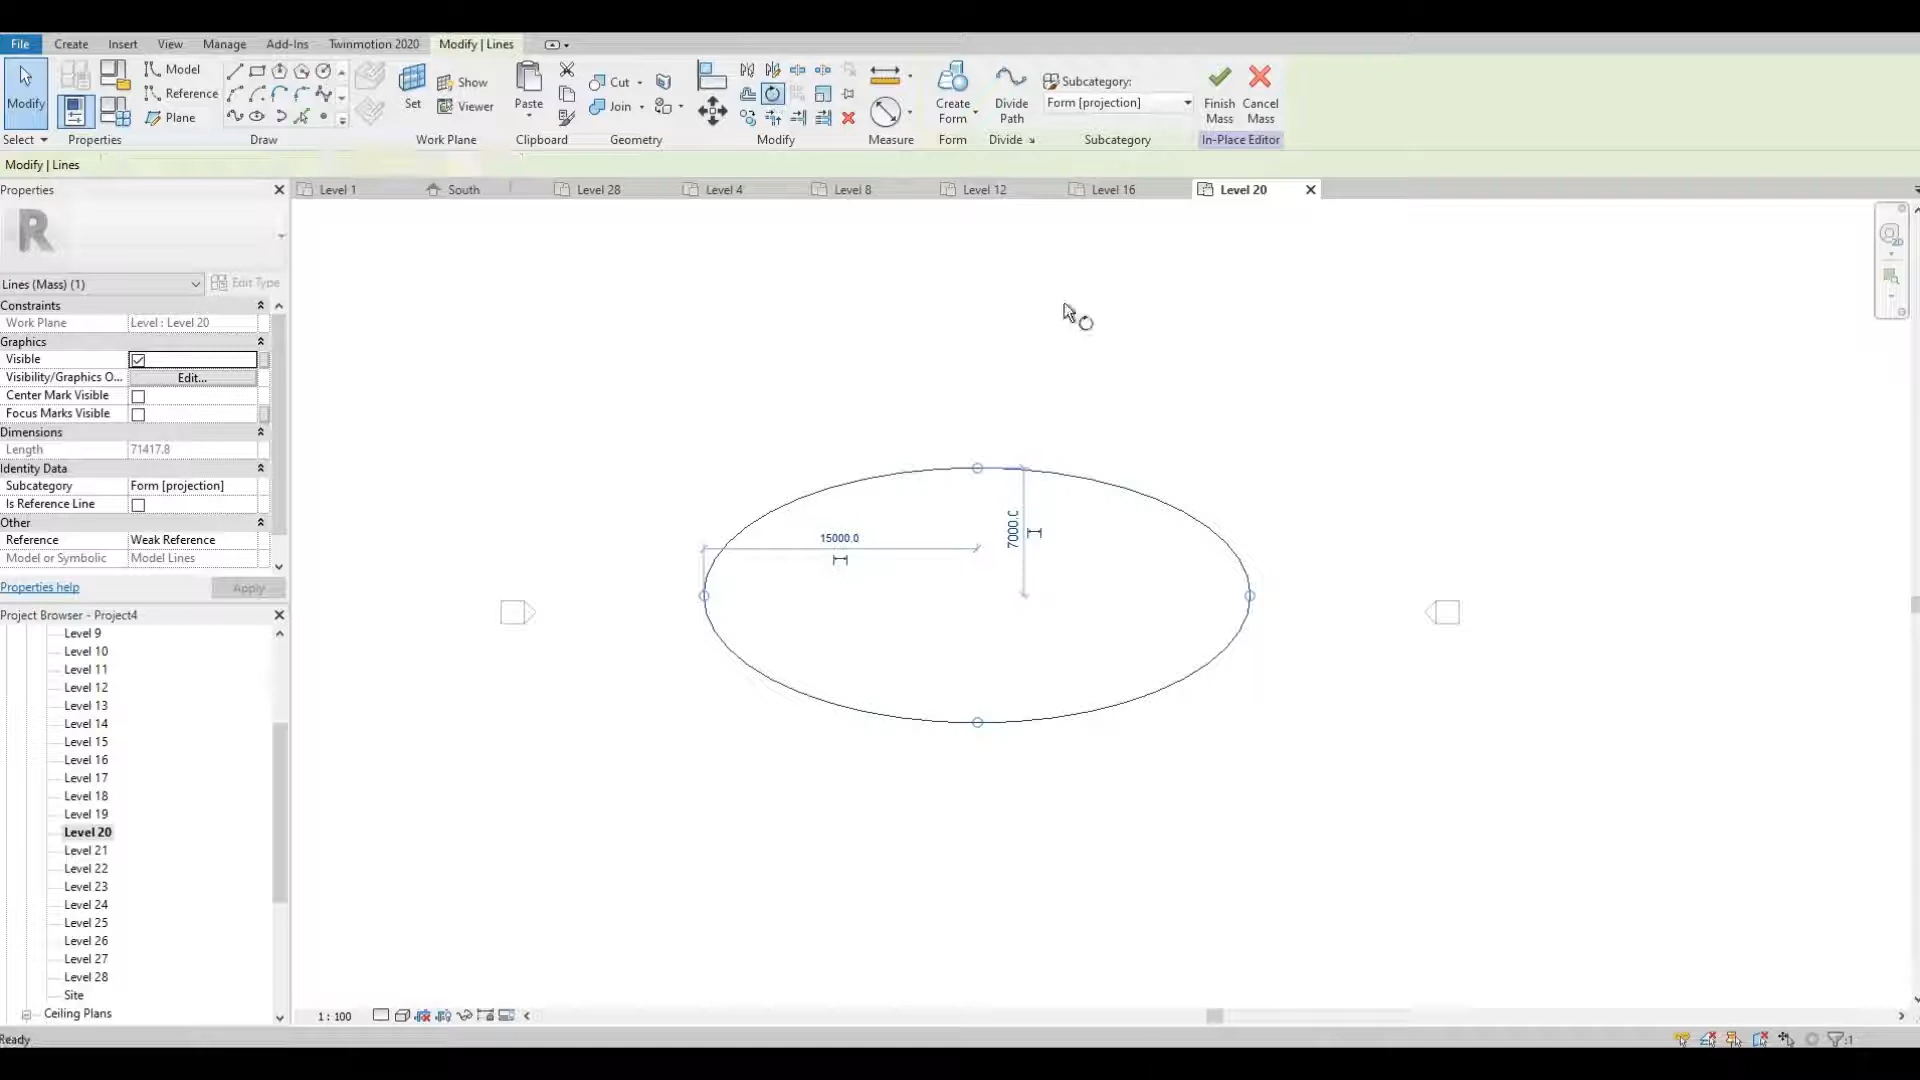 File Create Insert View Manage Add-Ins Twinmotion 2020 Modify | Lines
Modify
Model
Reference
Plane
Set
Show
Viewer
Paste
Cut
Join
Create
Form
Divide
Path
Subcategory:
Form [projection]
Finish
Mass
Cancel
Mass
Select Properties Draw Work Plane Clipboard Geometry Modify Measure Form Divide Subcategory In-Place Editor
Modify | Lines
Properties
Level 1 South Level 28 Level 4 Level 8 Level 12 Level 16 Level 20
R
Lines (Mass) (1) Edit Type
Constraints
Work Plane Level : Level 20
Graphics
Visible
Visibility/Graphics O... Edit...
Center Mark Visible
Focus Marks Visible
Dimensions
Length 71417.8
Identity Data
Subcategory Form [projection]
Is Reference Line
Other
Reference Weak Reference
Model or Symbolic Model Lines
Properties help Apply
Project Browser - Project4
Level 9
Level 10
Level 11
Level 12
Level 13
Level 14
Level 15
Level 16
Level 17
Level 18
Level 19
Level 20
Level 21
Level 22
Level 23
Level 24
Level 25
Level 26
Level 27
Level 28
Site
Ceiling Plans
15000.0
7000.0
2D
1 : 100
Ready
:1